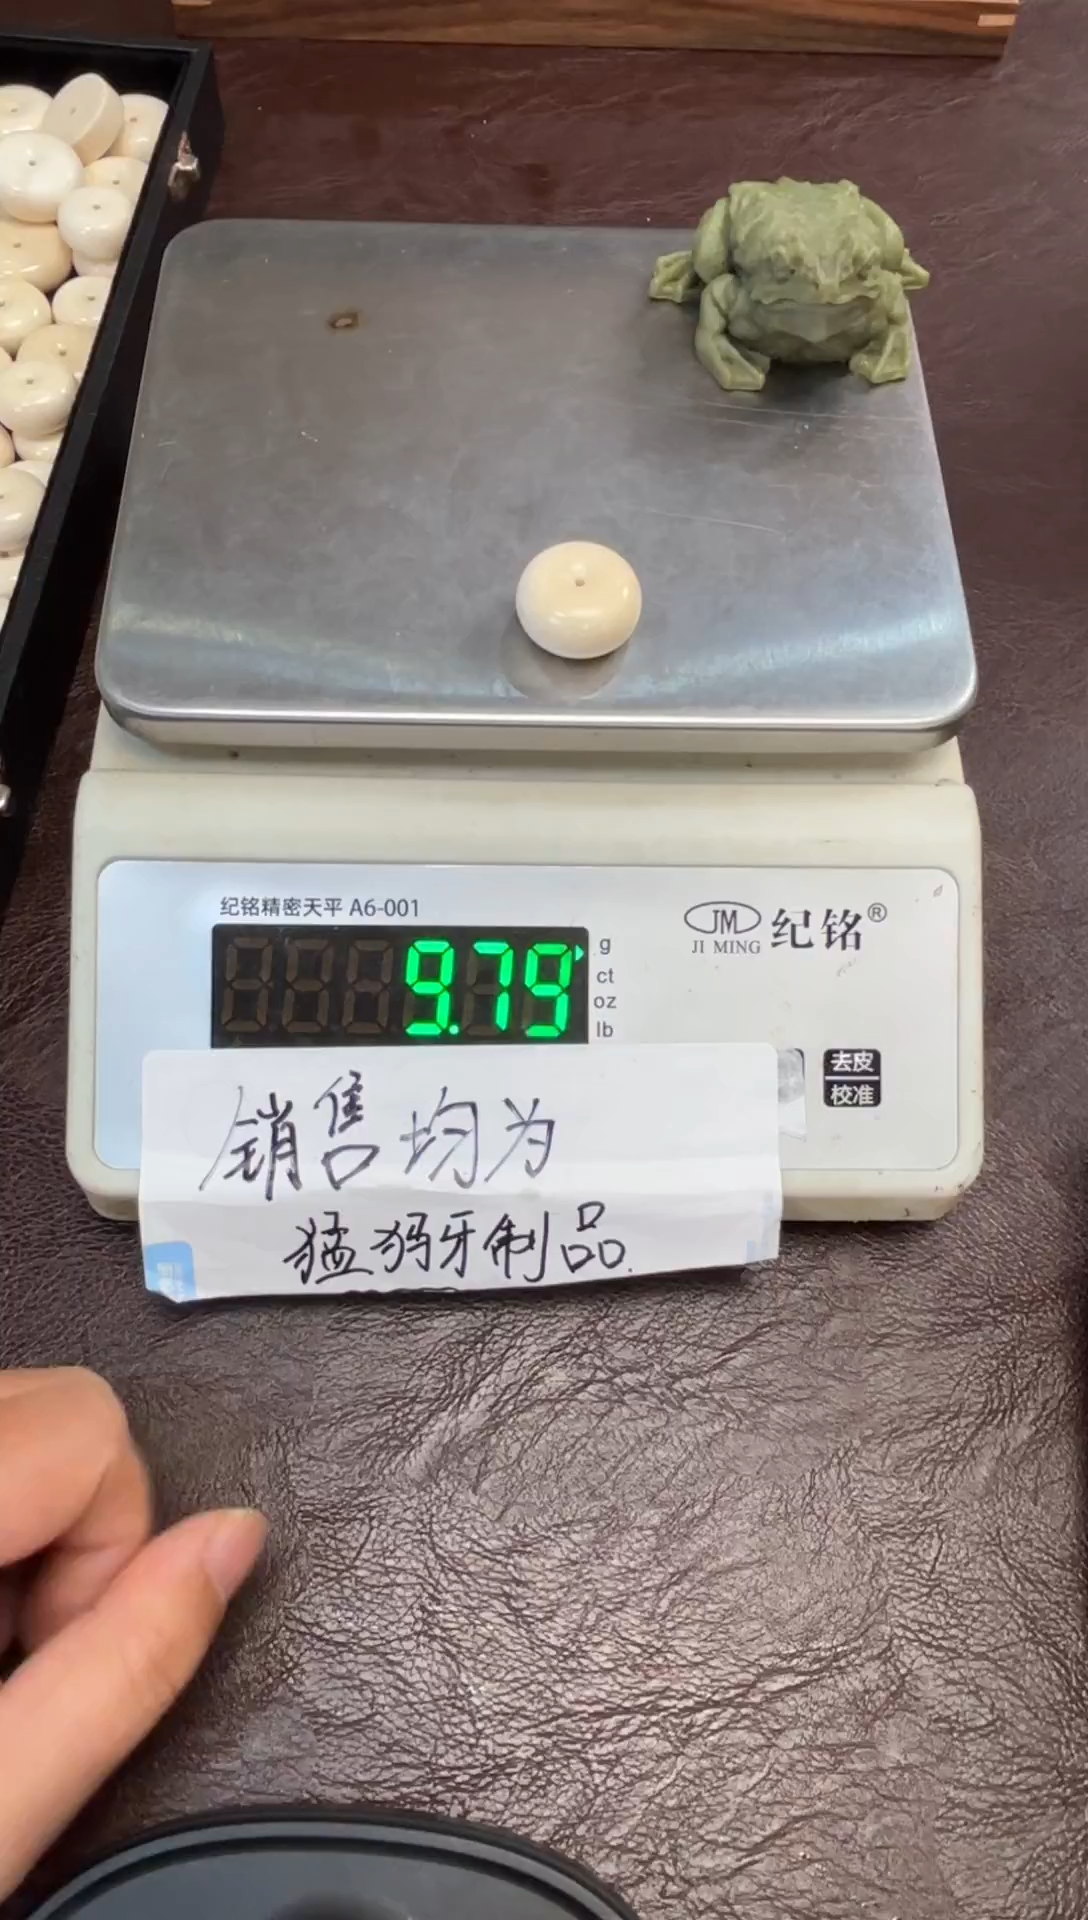 纪铭精密天平 A6-001
JM
JI MING
纪铭®
9.79
g
ct
oz
lb
去皮
校准
销售均为
猛犸牙制品.